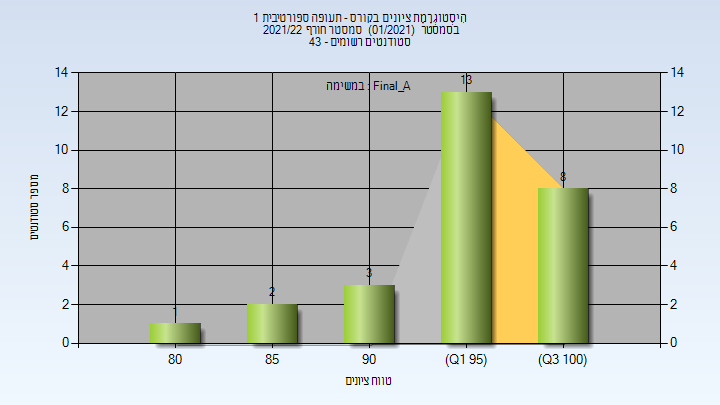 היסטוגרמת ציונים בקורס - תעופה ספורטיבית 1
בסמסטר (01/2021) סמסטר חורף 2021/22
סטודנטים רשומים - 43
במשימה : Final_A
14 14
12 12
10 10
8 8
6 6
4 4
2 2
0 0
1
2
3
13
8
80 85 90 (Q1 95) (Q3 100)
מספר סטודנטים
טווח ציונים